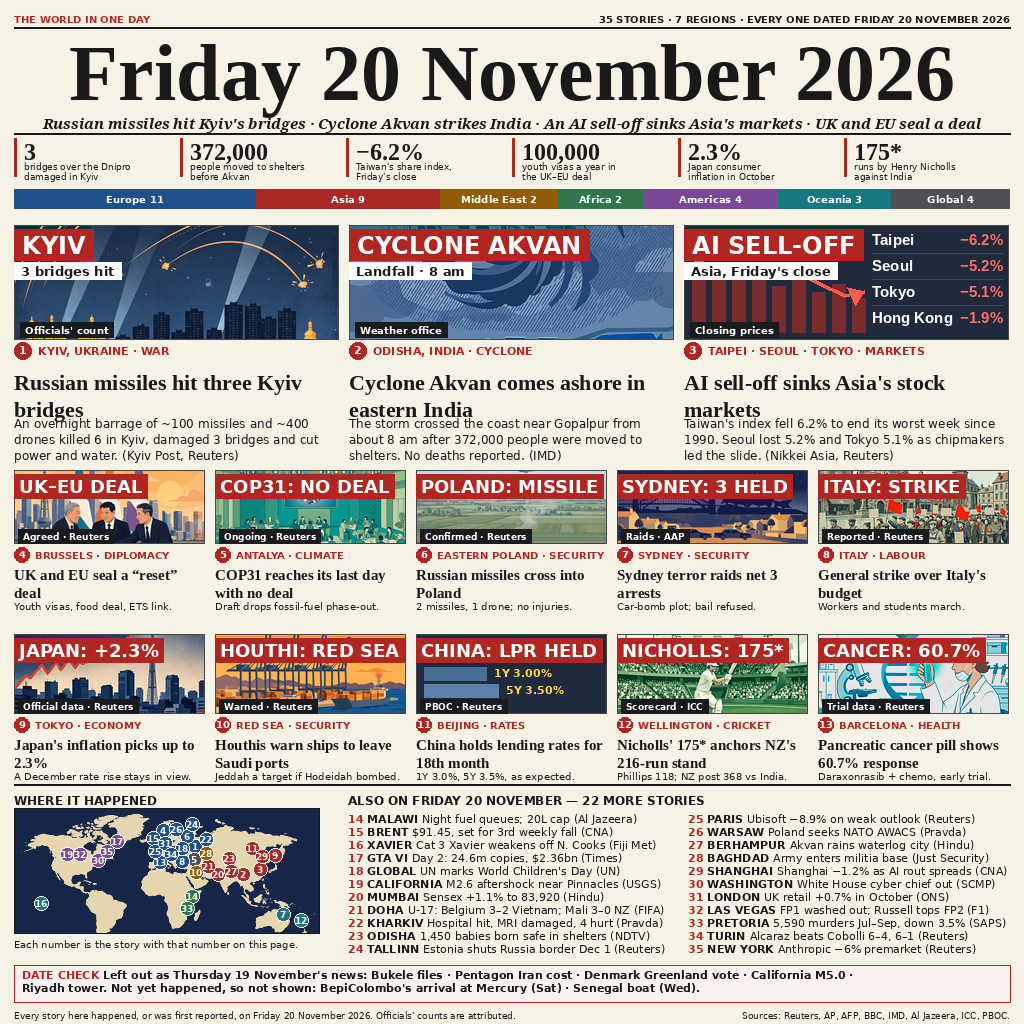 THE WORLD IN ONE DAY
35 STORIES · 7 REGIONS · EVERY ONE DATED FRIDAY 20 NOVEMBER 2026
Friday 20 November 2026
Russian missiles hit Kyiv's bridges · Cyclone Akvan strikes India · An AI sell-off sinks Asia's markets · UK and EU seal a deal
3
bridges over the Dnipro
damaged in Kyiv
372,000
people moved to shelters
before Akvan
−6.2%
Taiwan's share index,
Friday's close
100,000
youth visas a year in
the UK–EU deal
2.3%
Japan consumer
inflation in October
175*
runs by Henry Nicholls
against India
Europe 11
Asia 9
Middle East 2
Africa 2
Americas 4
Oceania 3
Global 4
KYIV
3 bridges hit
Officials' count
CYCLONE AKVAN
Landfall · 8 am
Weather office
AI SELL-OFF
Asia, Friday's close
Taipei −6.2%
Seoul −5.2%
Tokyo −5.1%
Hong Kong −1.9%
Closing prices
1 KYIV, UKRAINE · WAR
Russian missiles hit three Kyiv
bridges
An overnight barrage of ~100 missiles and ~400
drones killed 6 in Kyiv, damaged 3 bridges and cut
power and water. (Kyiv Post, Reuters)
2 ODISHA, INDIA · CYCLONE
Cyclone Akvan comes ashore in
eastern India
The storm crossed the coast near Gopalpur from
about 8 am after 372,000 people were moved to
shelters. No deaths reported. (IMD)
3 TAIPEI · SEOUL · TOKYO · MARKETS
AI sell-off sinks Asia's stock
markets
Taiwan's index fell 6.2% to end its worst week since
1990. Seoul lost 5.2% and Tokyo 5.1% as chipmakers
led the slide. (Nikkei Asia, Reuters)
UK–EU DEAL
Agreed · Reuters
4 BRUSSELS · DIPLOMACY
UK and EU seal a “reset”
deal
Youth visas, food deal, ETS link.
COP31: NO DEAL
Ongoing · Reuters
5 ANTALYA · CLIMATE
COP31 reaches its last day
with no deal
Draft drops fossil-fuel phase-out.
POLAND: MISSILE
Confirmed · Reuters
6 EASTERN POLAND · SECURITY
Russian missiles cross into
Poland
2 missiles, 1 drone; no injuries.
SYDNEY: 3 HELD
Raids · AAP
7 SYDNEY · SECURITY
Sydney terror raids net 3
arrests
Car-bomb plot; bail refused.
ITALY: STRIKE
Reported · Reuters
8 ITALY · LABOUR
General strike over Italy's
budget
Workers and students march.
JAPAN: +2.3%
Official data · Reuters
9 TOKYO · ECONOMY
Japan's inflation picks up to
2.3%
A December rate rise stays in view.
HOUTHI: RED SEA
Warned · Reuters
10 RED SEA · SECURITY
Houthis warn ships to leave
Saudi ports
Jeddah a target if Hodeidah bombed.
CHINA: LPR HELD
1Y 3.00%
5Y 3.50%
PBOC · Reuters
11 BEIJING · RATES
China holds lending rates for
18th month
1Y 3.0%, 5Y 3.5%, as expected.
NICHOLLS: 175*
Scorecard · ICC
12 WELLINGTON · CRICKET
Nicholls' 175* anchors NZ's
216-run stand
Phillips 118; NZ post 368 vs India.
CANCER: 60.7%
Trial data · Reuters
13 BARCELONA · HEALTH
Pancreatic cancer pill shows
60.7% response
Daraxonrasib + chemo, early trial.
WHERE IT HAPPENED
Each number is the story with that number on this page.
ALSO ON FRIDAY 20 NOVEMBER — 22 MORE STORIES
14 MALAWI Night fuel queues; 20L cap (Al Jazeera)
15 BRENT $91.45, set for 3rd weekly fall (CNA)
16 XAVIER Cat 3 Xavier weakens off N. Cooks (Fiji Met)
17 GTA VI Day 2: 24.6m copies, $2.36bn (Times)
18 GLOBAL UN marks World Children's Day (UN)
19 CALIFORNIA M2.6 aftershock near Pinnacles (USGS)
20 MUMBAI Sensex +1.1% to 83,920 (Hindu)
21 DOHA U-17: Belgium 3–2 Vietnam; Mali 3–0 NZ (FIFA)
22 KHARKIV Hospital hit, MRI damaged, 4 hurt (Pravda)
23 ODISHA 1,450 babies born safe in shelters (NDTV)
24 TALLINN Estonia shuts Russia border Dec 1 (Reuters)
25 PARIS Ubisoft −8.9% on weak outlook (Reuters)
26 WARSAW Poland seeks NATO AWACS (Pravda)
27 BERHAMPUR Akvan rains waterlog city (Hindu)
28 BAGHDAD Army enters militia base (Just Security)
29 SHANGHAI Shanghai −1.2% as AI rout spreads (CNA)
30 WASHINGTON White House cyber chief out (SCMP)
31 LONDON UK retail +0.7% in October (ONS)
32 LAS VEGAS FP1 washed out; Russell tops FP2 (F1)
33 PRETORIA 5,590 murders Jul–Sep, down 3.5% (SAPS)
34 TURIN Alcaraz beats Cobolli 6–4, 6–1 (Reuters)
35 NEW YORK Anthropic −6% premarket (Reuters)
DATE CHECK Left out as Thursday 19 November's news: Bukele files · Pentagon Iran cost · Denmark Greenland vote · California M5.0 ·
Riyadh tower. Not yet happened, so not shown: BepiColombo's arrival at Mercury (Sat) · Senegal boat (Wed).
Every story here happened, or was first reported, on Friday 20 November 2026. Officials' counts are attributed.
Sources: Reuters, AP, AFP, BBC, IMD, Al Jazeera, ICC, PBOC.